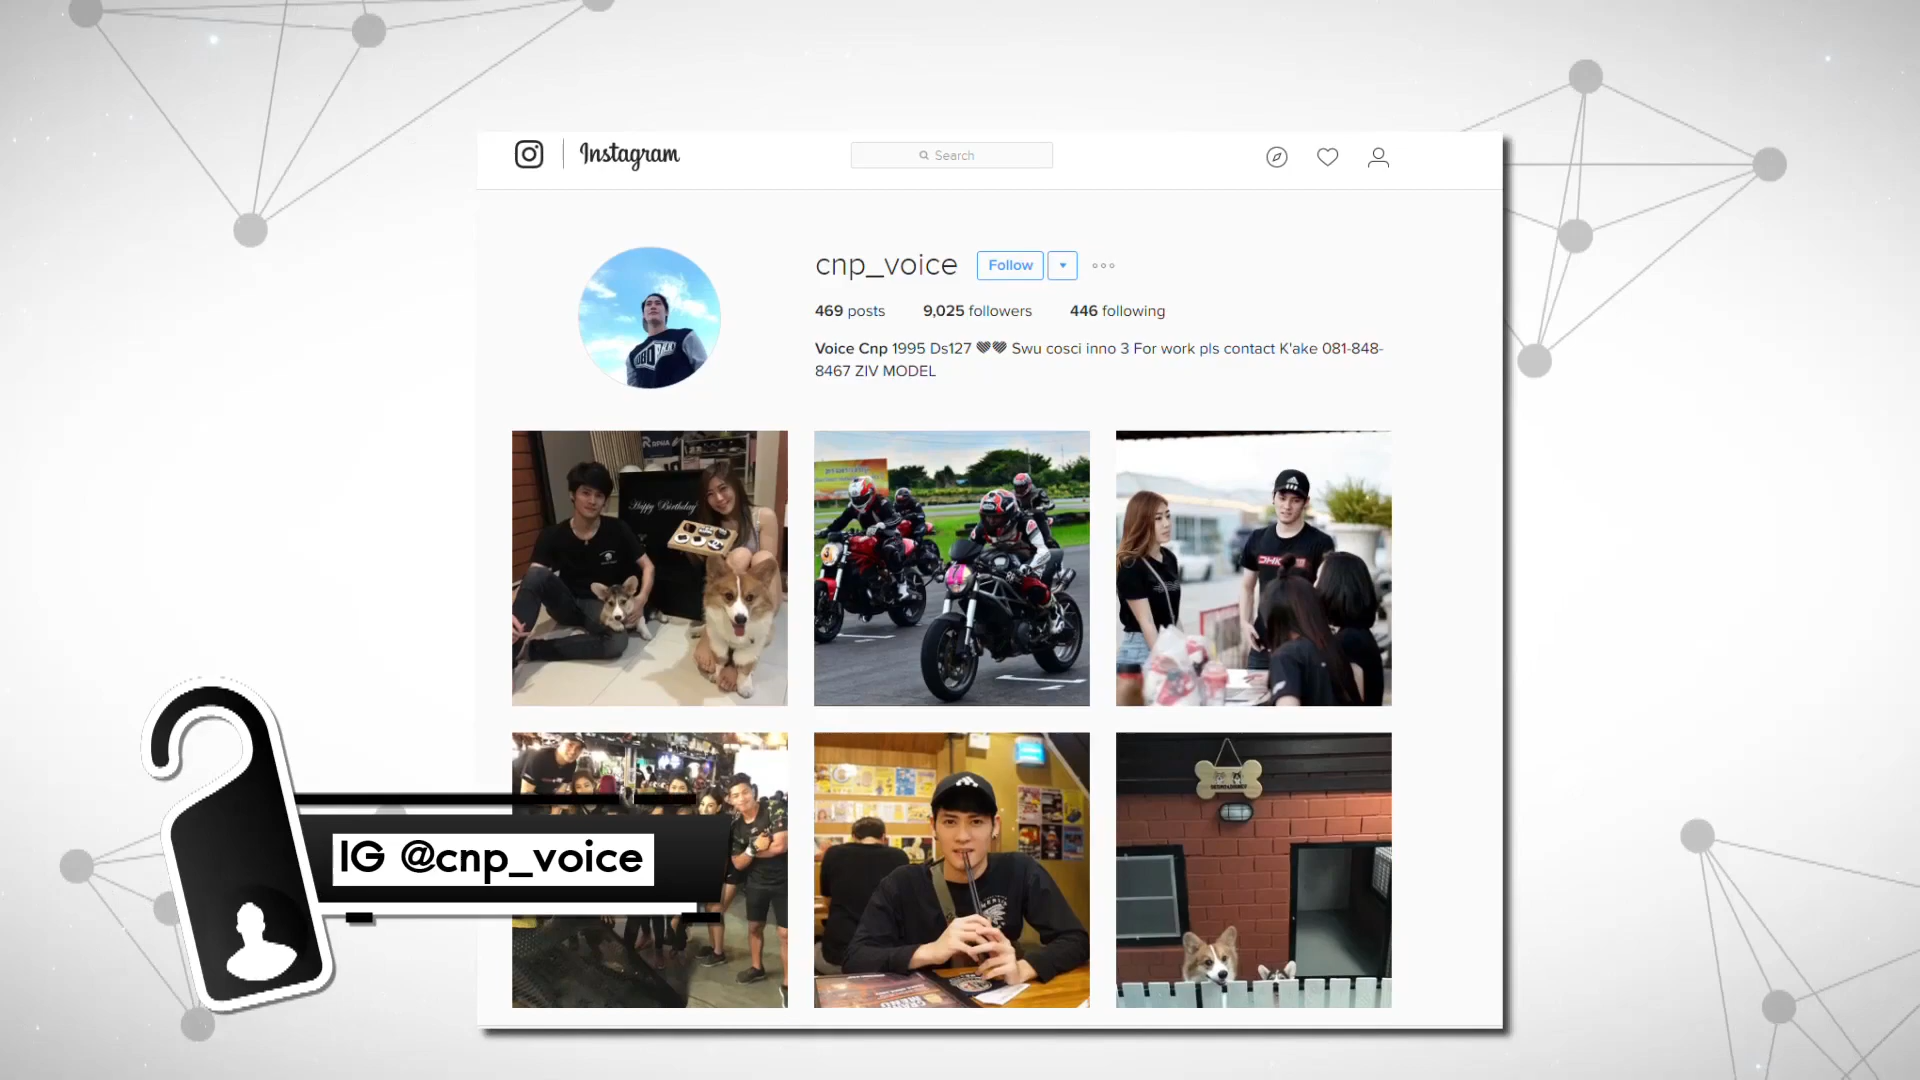 Instagram
Search
cnp_voice
Follow
469 posts
9,025 followers
446 following
Voice Cnp 1995 Ds127 🖤🖤 Swu cosci inno 3 For work pls contact K'ake 081-848-
8467 ZIV MODEL
Happy Birthday
IG @cnp_voice